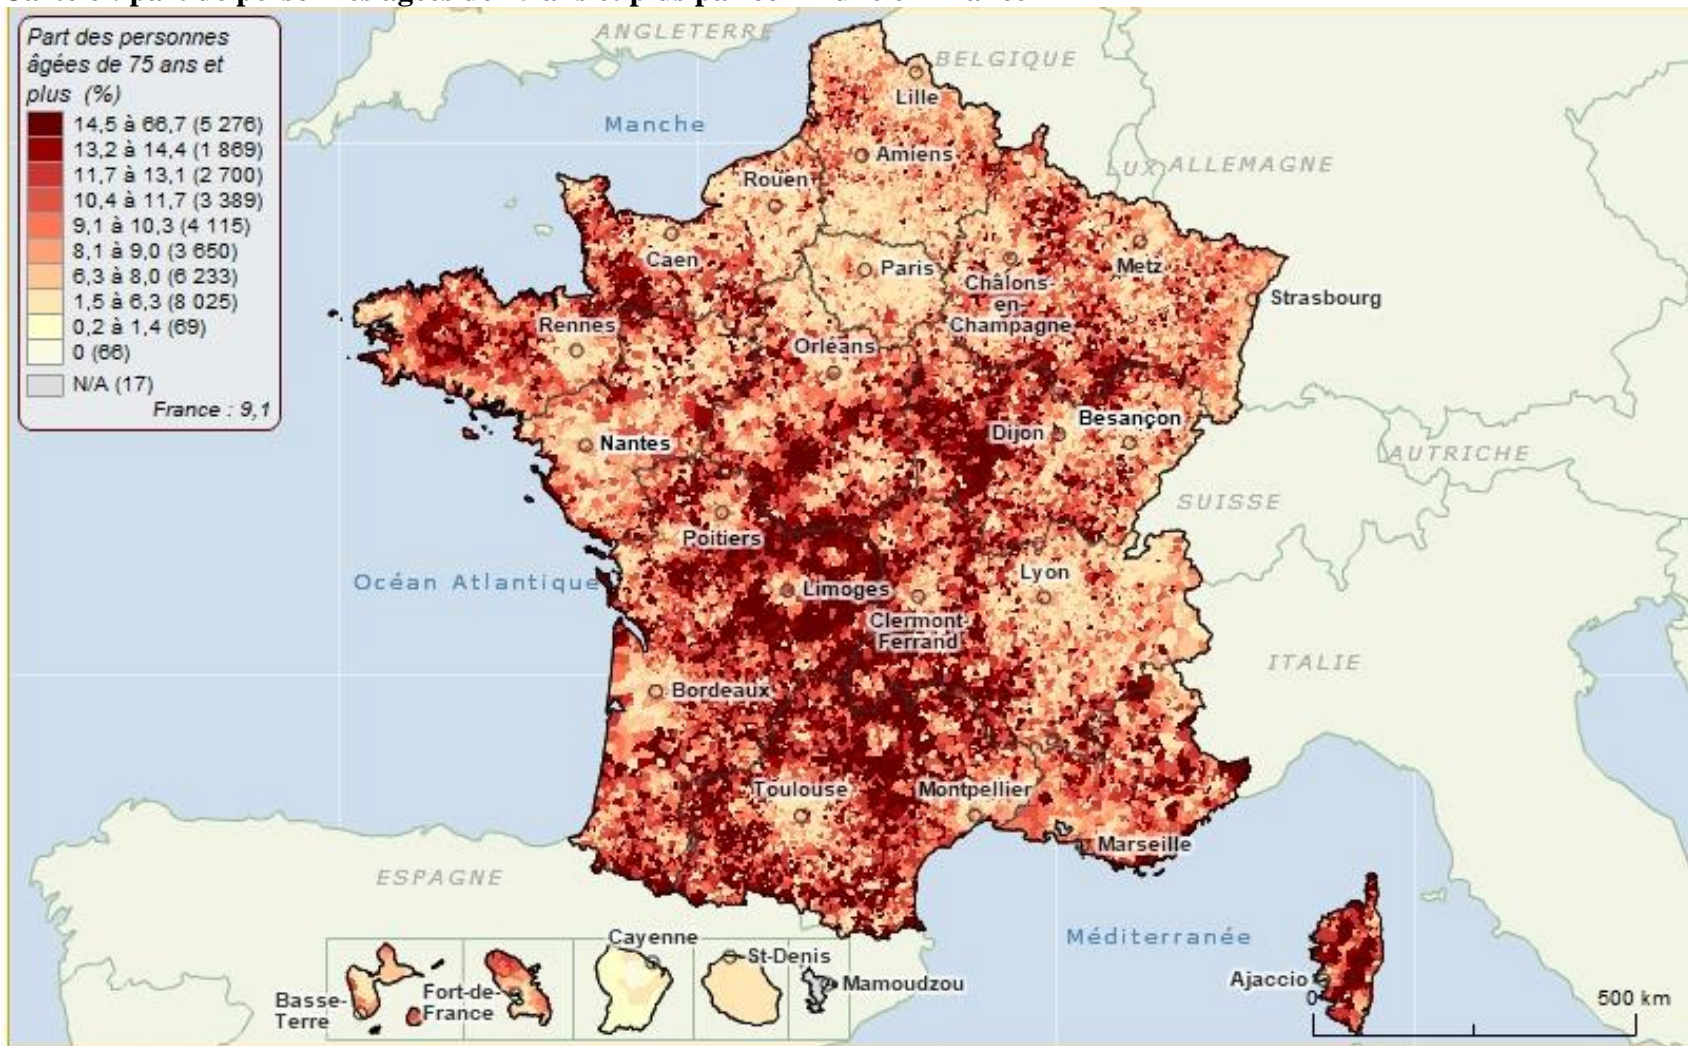 Part des personnes
âgées de 75 ans et
plus (%)
14,5 à 66,7 (5 276)
13,2 à 14,4 (1 869)
11,7 à 13,1 (2 700)
10,4 à 11,7 (3 389)
9,1 à 10,3 (4 115)
8,1 à 9,0 (3 650)
6,3 à 8,0 (6 233)
1,5 à 6,3 (8 025)
0,2 à 1,4 (69)
0 (66)
N/A (17)
France : 9,1
ANGLETERRE
BELGIQUE
Lille
Manche
Amiens
LUX
ALLEMAGNE
Rouen
Caen
Paris
Metz
Châlons-
en-
Champagne
Strasbourg
Rennes
Orléans
Nantes
Dijon
Besançon
AUTRICHE
SUISSE
Poitiers
Océan Atlantique
Limoges
Lyon
Clermont-
Ferrand
ITALIE
Bordeaux
Toulouse
Montpellier
Marseille
ESPAGNE
Méditerranée
Cayenne
St-Denis
Mamoudzou
Basse-
Terre
Fort-de-
France
Ajaccio
0
500 km